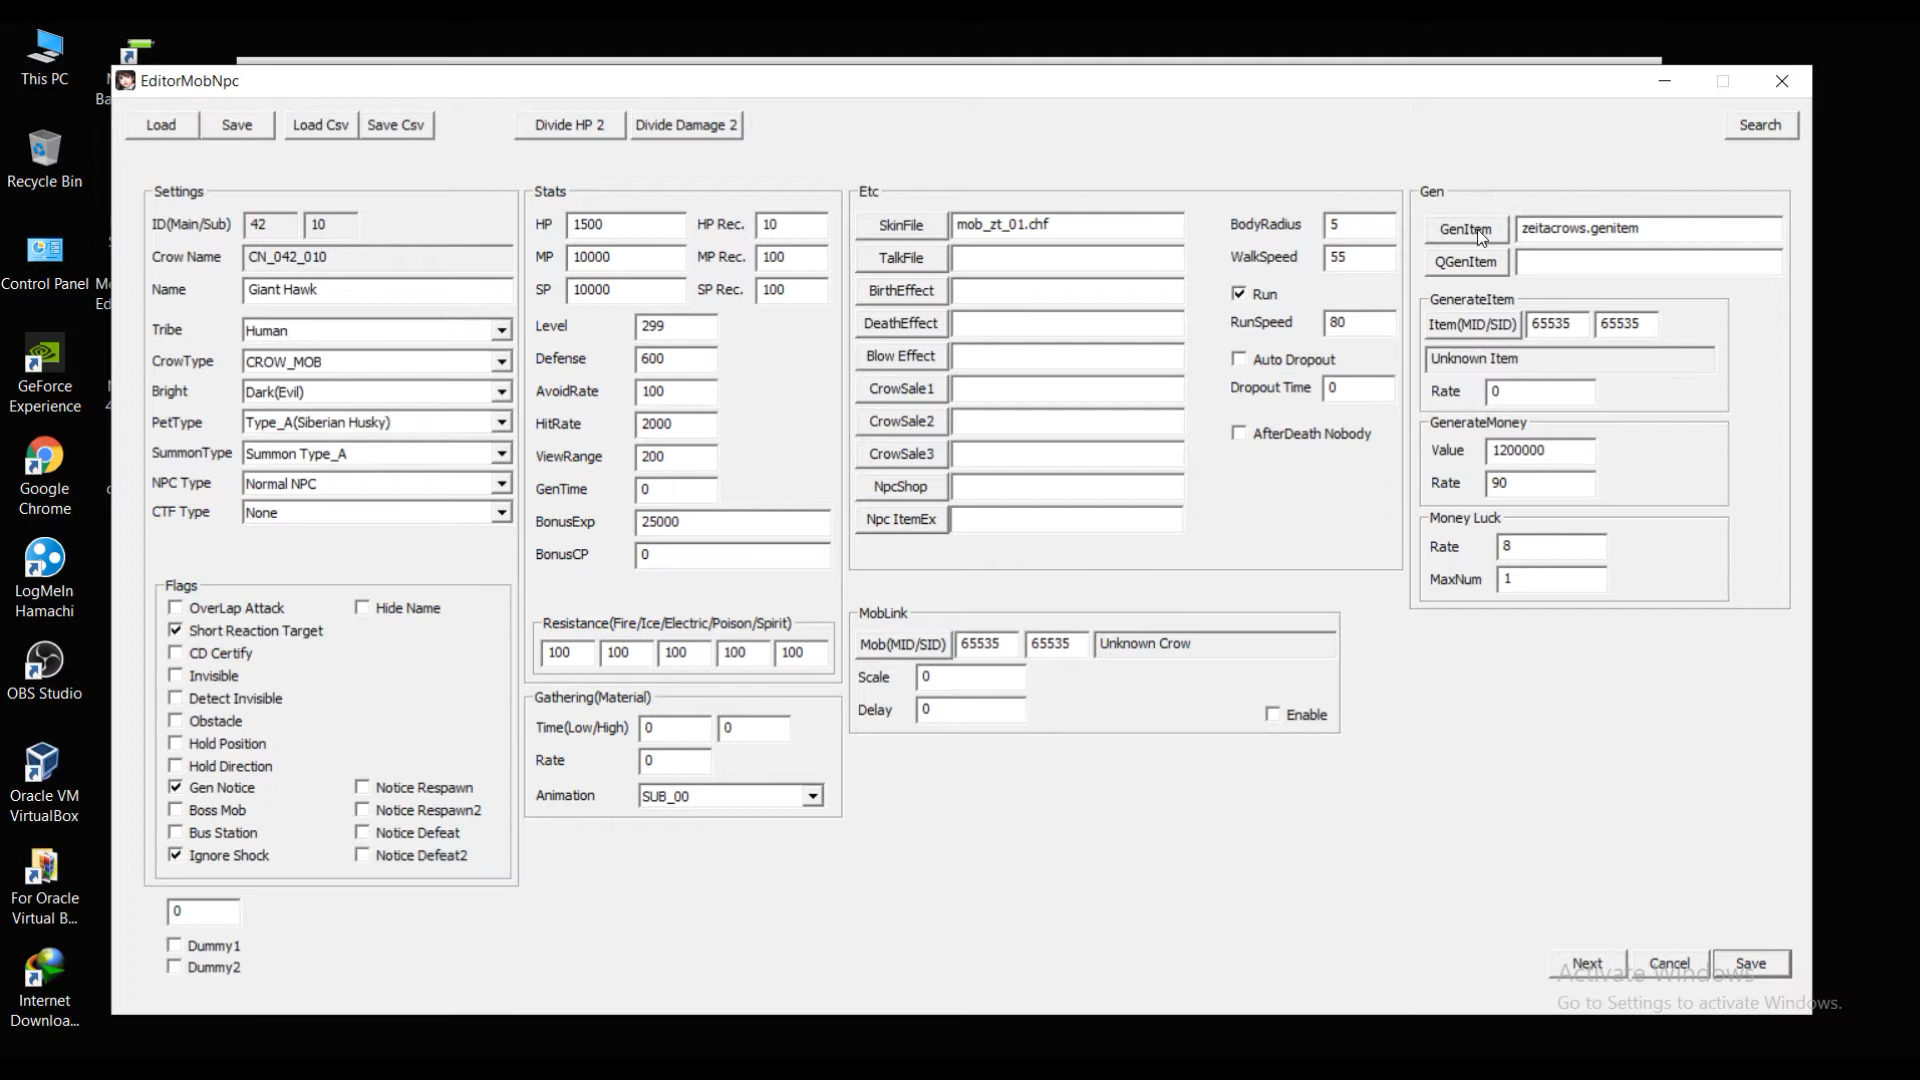 This PC
Recycle Bin
Control Panel
GeForce
Experience
Google
Chrome
LogMeIn
Hamachi
OBS Studio
Oracle VM
VirtualBox
For Oracle
Virtual B...
Internet
Downloa...
EditorMobNpc
Load Save Load Csv Save Csv Divide HP 2 Divide Damage 2 Search
Settings
ID(Main/Sub) 42 10
Crow Name CN_042_010
Name Giant Hawk
Tribe Human
CrowType CROW_MOB
Bright Dark(Evil)
PetType Type_A(Siberian Husky)
SummonType Summon Type_A
NPC Type Normal NPC
CTF Type None
Flags
OverLap Attack Hide Name
Short Reaction Target
CD Certify
Invisible
Detect Invisible
Obstacle
Hold Position
Hold Direction
Gen Notice Notice Respawn
Boss Mob Notice Respawn2
Bus Station Notice Defeat
Ignore Shock Notice Defeat2
0
Dummy1
Dummy2
Stats
HP 1500 HP Rec. 10
MP 10000 MP Rec. 100
SP 10000 SP Rec. 100
Level 299
Defense 600
AvoidRate 100
HitRate 2000
ViewRange 200
GenTime 0
BonusExp 25000
BonusCP 0
Resistance(Fire/Ice/Electric/Poison/Spirit)
100 100 100 100 100
Gathering(Material)
Time(Low/High) 0 0
Rate 0
Animation SUB_00
Etc
SkinFile mob_zt_01.chf
TalkFile
BirthEffect
DeathEffect
Blow Effect
CrowSale1
CrowSale2
CrowSale3
NpcShop
Npc ItemEx
BodyRadius 5
WalkSpeed 55
Run
RunSpeed 80
Auto Dropout
Dropout Time 0
AfterDeath Nobody
MobLink
Mob(MID/SID) 65535 65535 Unknown Crow
Scale 0
Delay 0 Enable
Gen
GenItem zeitacrows.genitem
QGenItem
GenerateItem
Item(MID/SID) 65535 65535
Unknown Item
Rate 0
GenerateMoney
Value 1200000
Rate 90
Money Luck
Rate 8
MaxNum 1
Next Cancel Save
Activate Windows
Go to Settings to activate Windows.